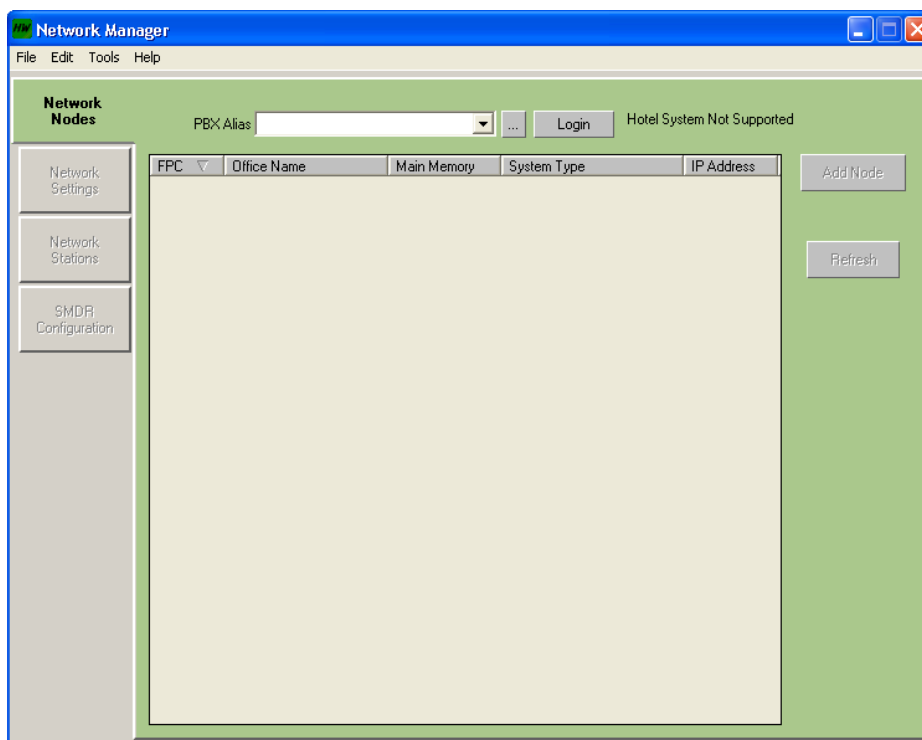 HW Network Manager
File Edit Tools Help
Network
Nodes
PBX Alias ... Login Hotel System Not Supported
Network
Settings
Network
Stations
SMDR
Configuration
FPC Office Name Main Memory System Type IP Address
Add Node
Refresh